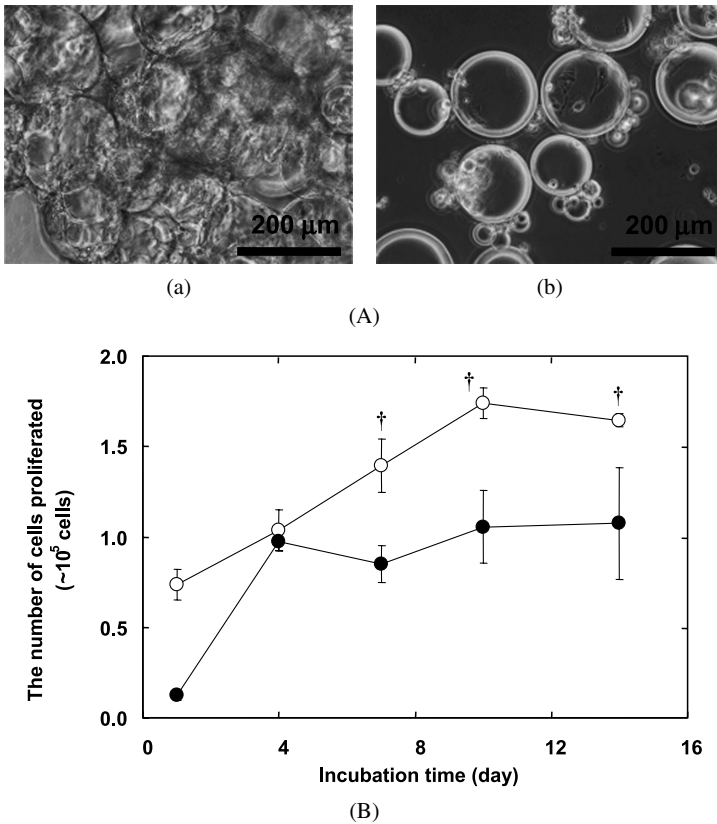 200 μm
200 μm
(a)
(b)
(A)
2.0
1.5
1.0
0.5
0.0
0
4
8
12
16
†
†
†
The number of cells proliferated
(~10⁵ cells)
Incubation time (day)
(B)